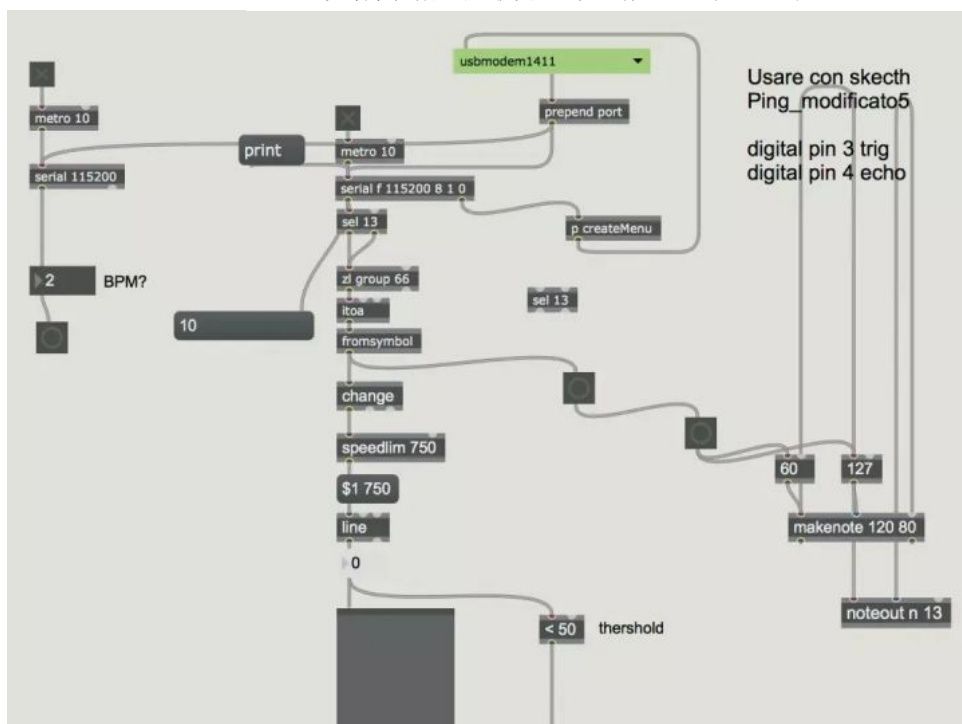 usbmodem1411
prepend port
Usare con skecth
Ping_modificato5
digital pin 3 trig
digital pin 4 echo
metro 10
print
metro 10
serial 115200
serial f 115200 8 1 0
sel 13
p createMenu
2
BPM?
zl group 66
sel 13
itoa
10
fromsymbol
change
speedlim 750
60
127
$1 750
line
makenote 120 80
0
noteout n 13
< 50
thershold